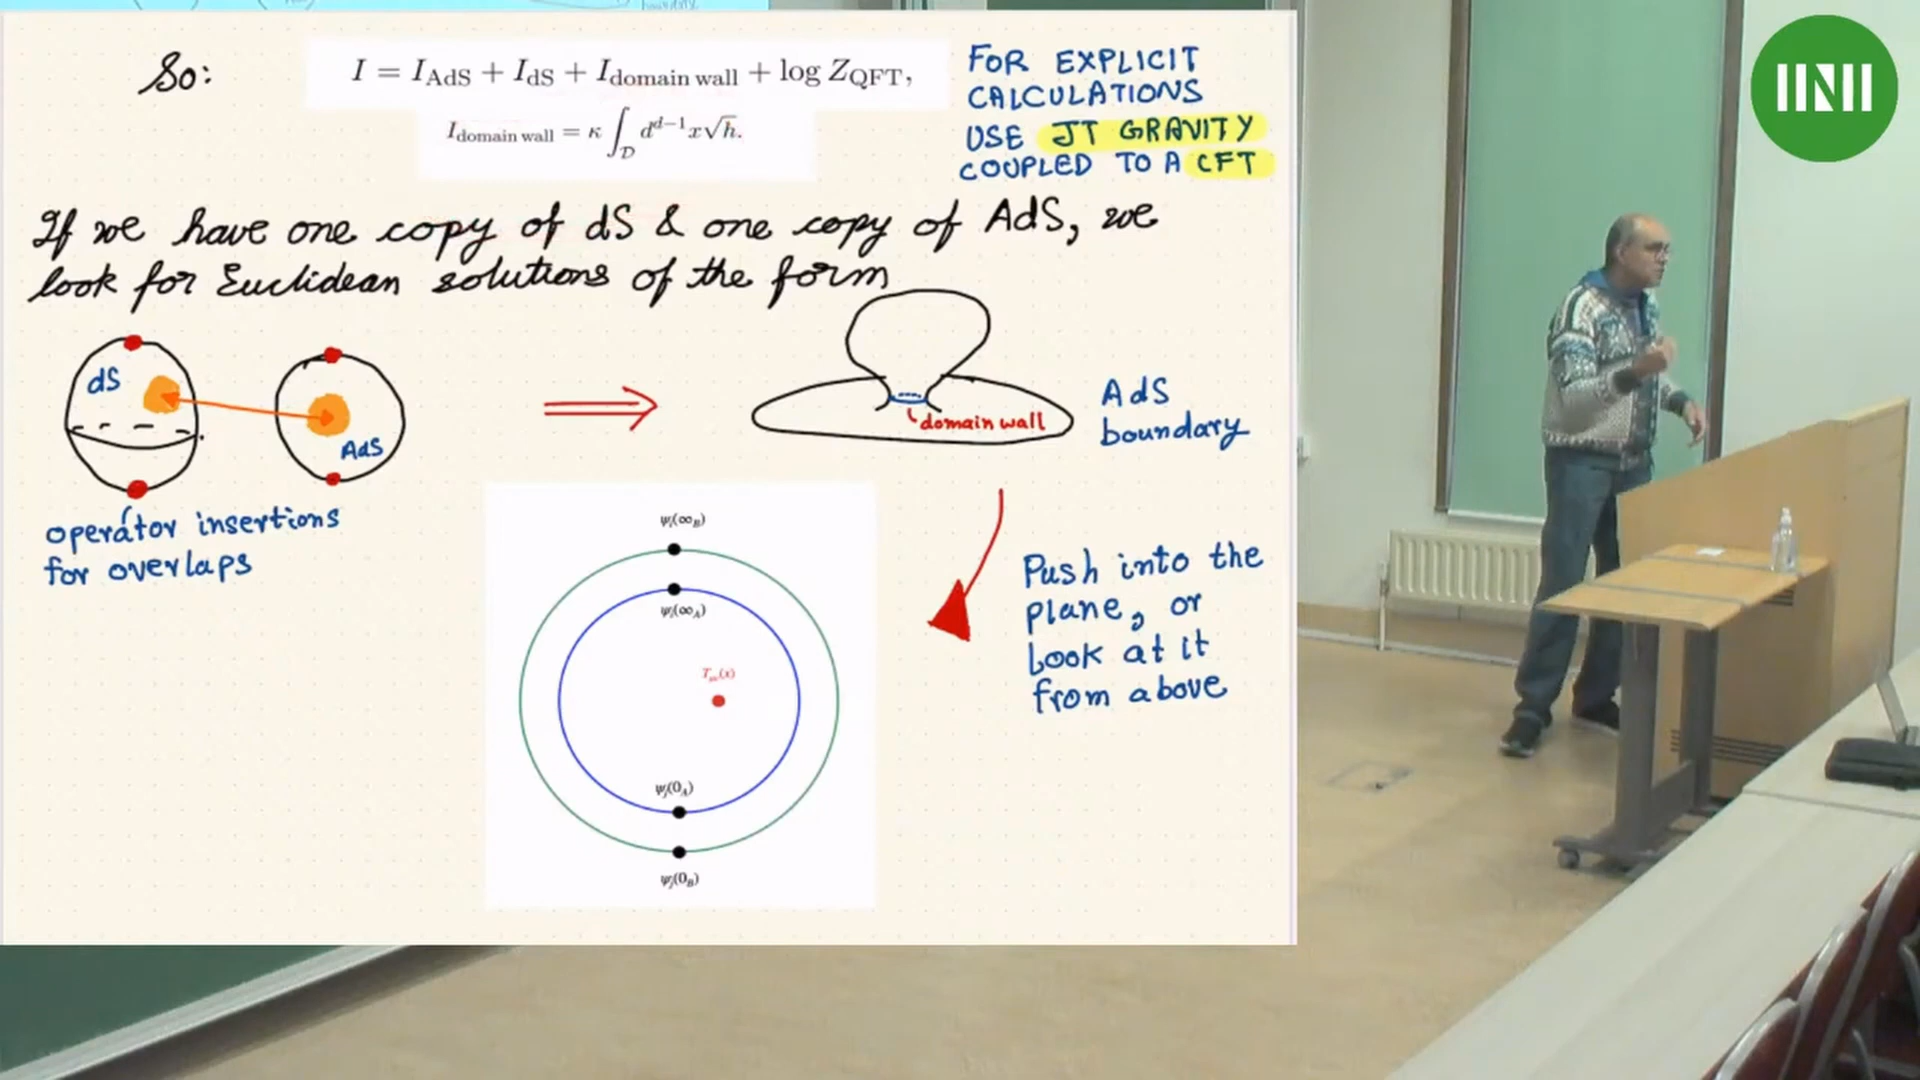 boundary
So:
I = I_AdS + I_dS + I_domain wall + log Z_QFT,
I_domain wall = κ ∫_D d^{d-1}x√h.
FOR EXPLICIT
CALCULATIONS
USE JT GRAVITY
COUPLED TO A CFT
If we have one copy of dS & one copy of AdS, we
look for Euclidean solutions of the form
dS
AdS
domain wall
AdS
boundary
operator insertions
for overlaps
ψ_i(∞_B)
ψ_i(∞_A)
ψ_j(0_A)
ψ_j(0_B)
Push into the
plane, or
look at it
from above